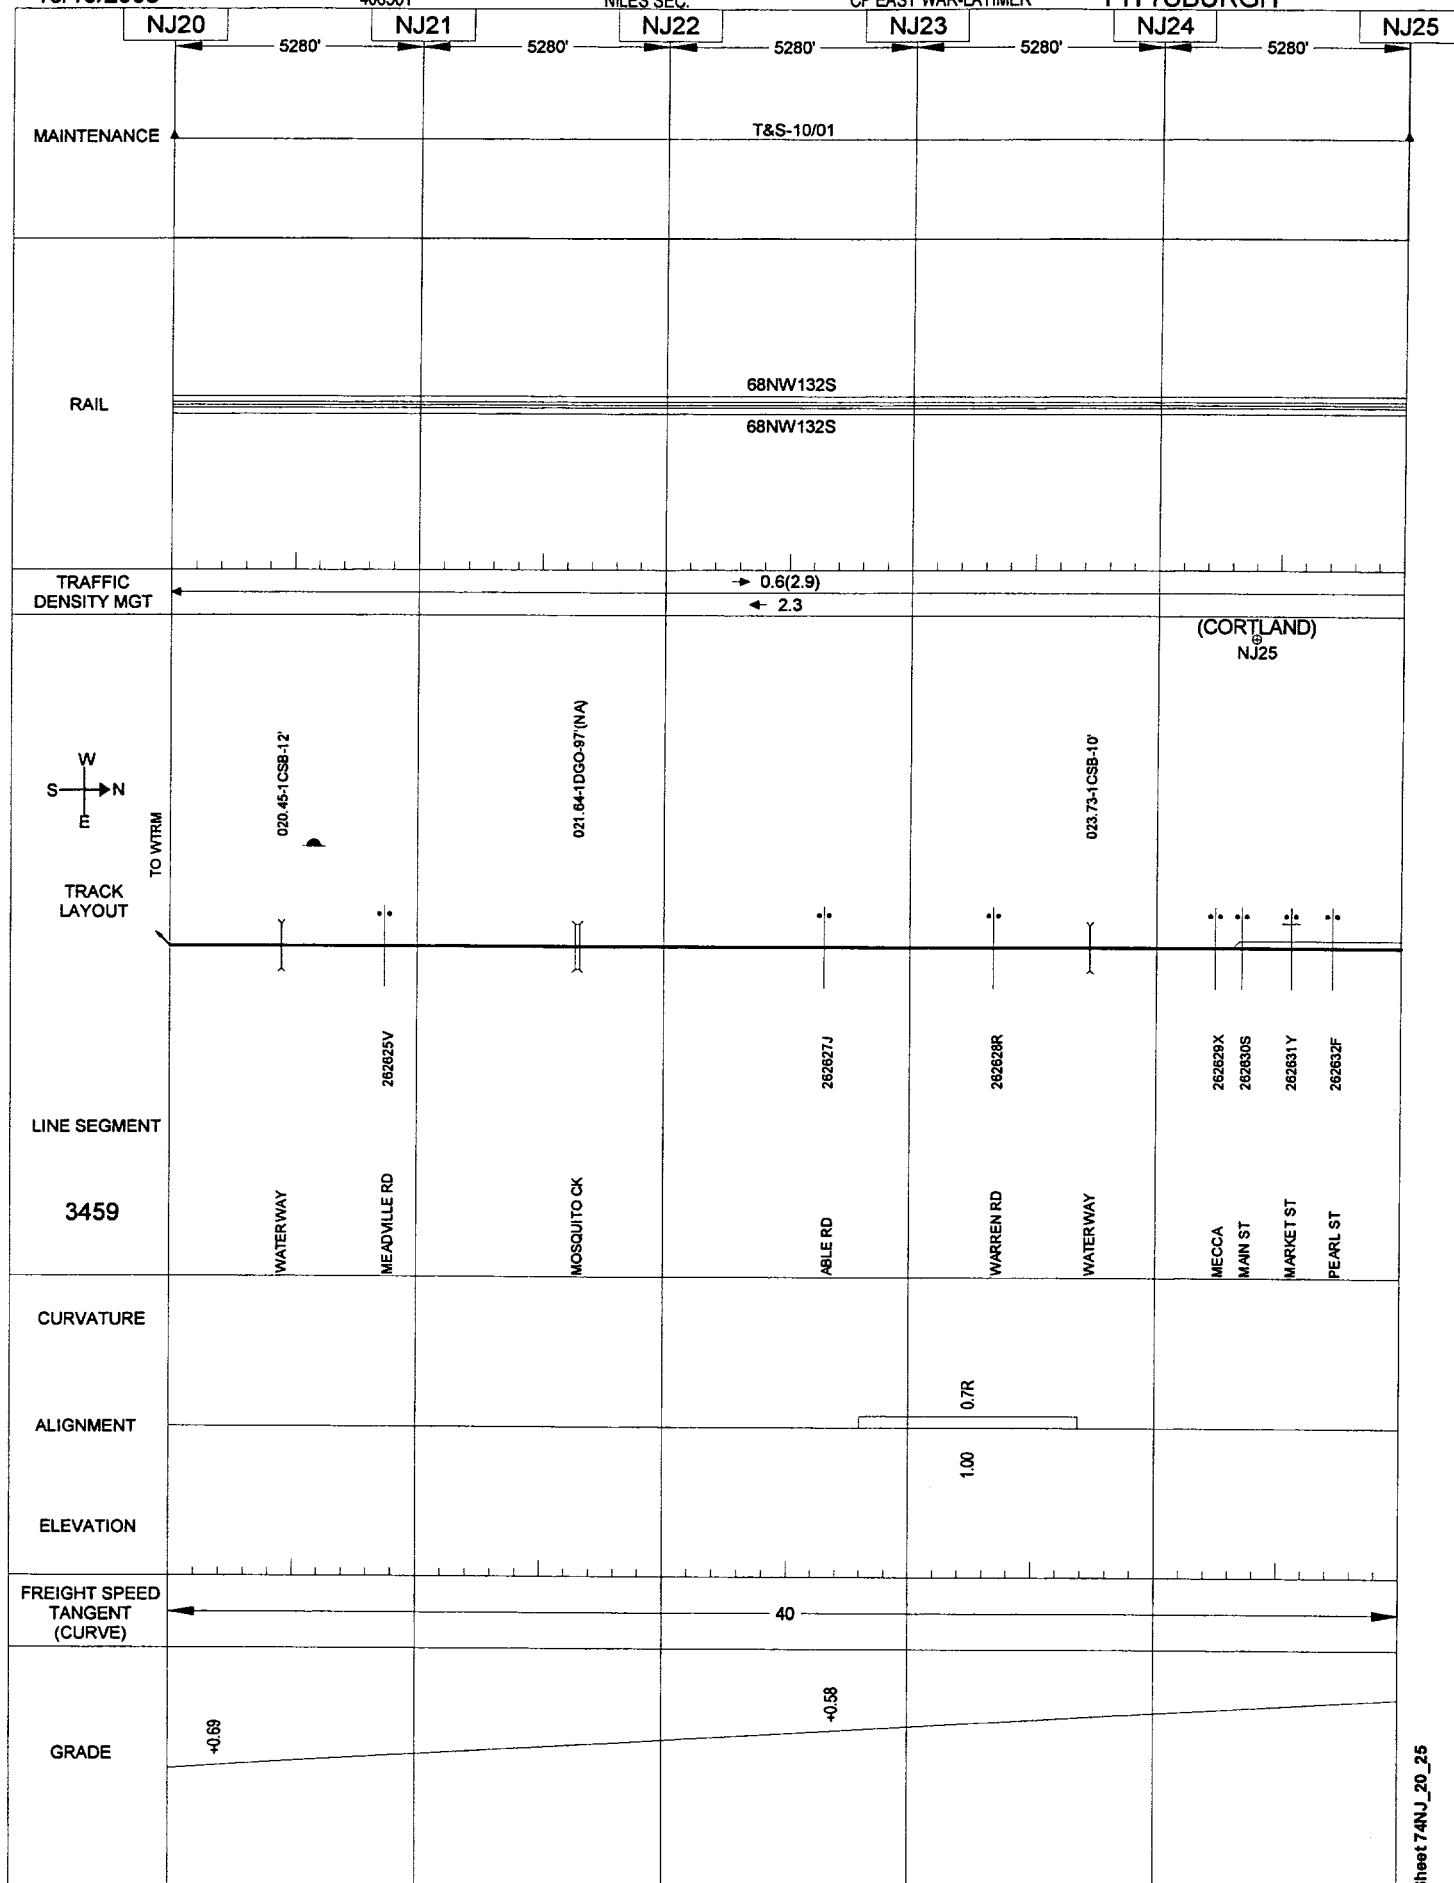 NILES SEC.
NJ20 NJ21 NJ22 NJ23 NJ24 NJ25
5280' 5280' 5280' 5280' 5280'
MAINTENANCE
T&S-10/01
RAIL
68NW132S
68NW132S
TRAFFIC
DENSITY MGT
0.6(2.9)
2.3
(CORTLAND)
NJ25
W
S N
E
TO WTRM
020.45-1CSB-12'
021.64-1DGO-97'(NA)
023.73-1CSB-10'
TRACK
LAYOUT
262625V
262627J
262628R
262629X
262630S
262631Y
262632F
LINE SEGMENT
3459
WATERWAY
MEADVILLE RD
MOSQUITO CK
ABLE RD
WARREN RD
WATERWAY
MECCA
MAIN ST
MARKET ST
PEARL ST
CURVATURE
0.7R
ALIGNMENT
1.00
ELEVATION
FREIGHT SPEED
TANGENT
(CURVE)
40
+0.69
+0.58
GRADE
Sheet 74NJ_20_25